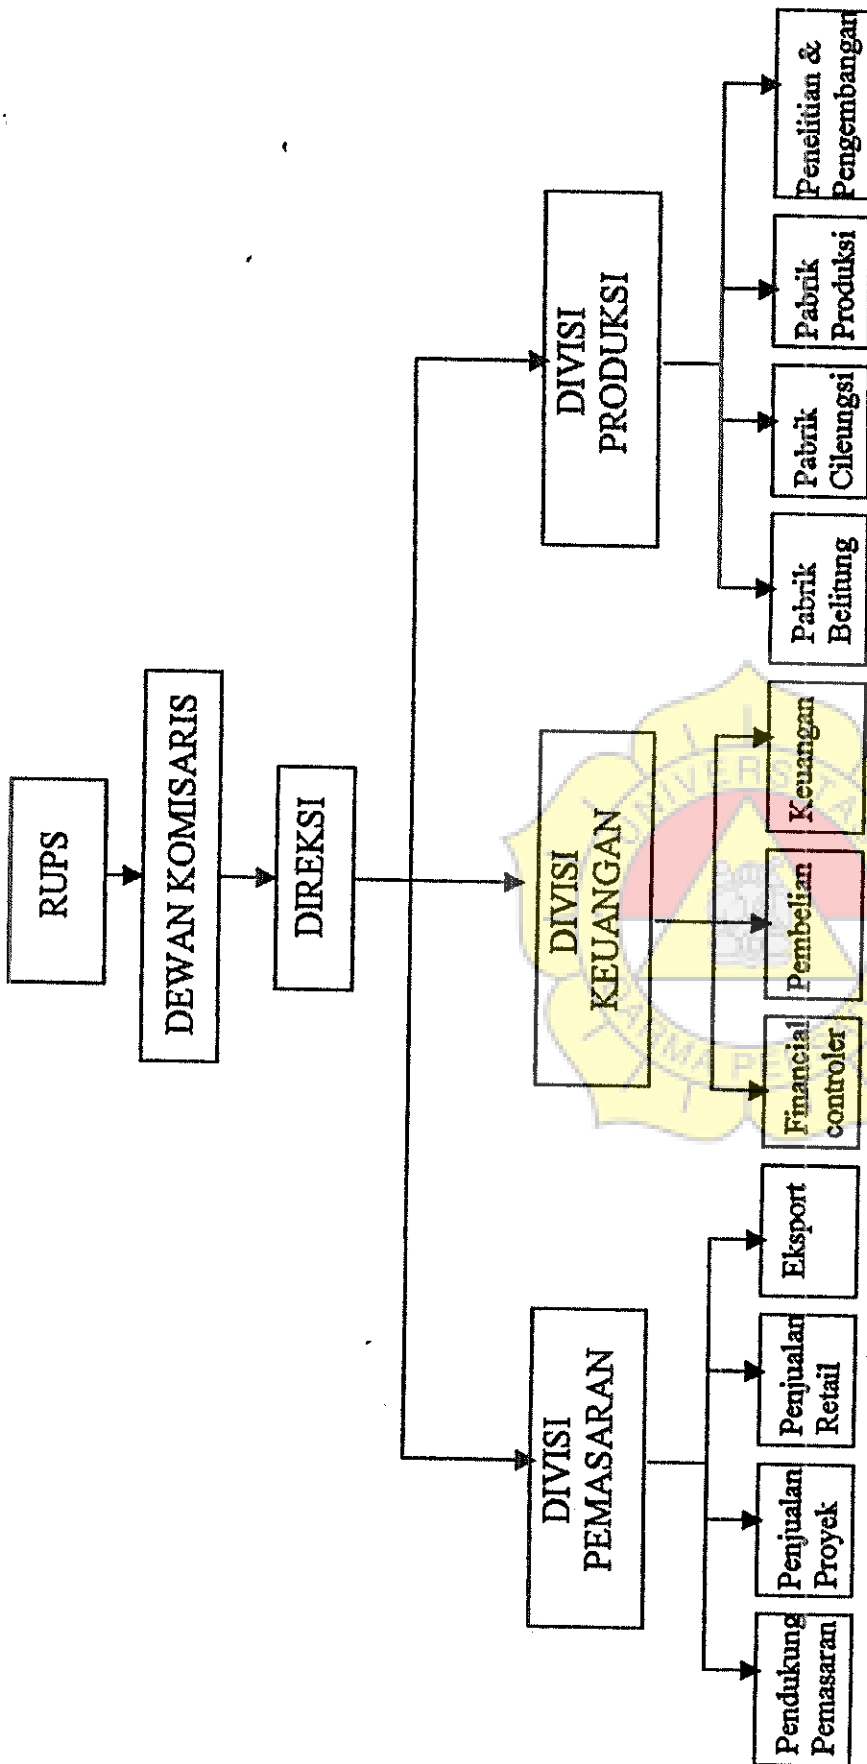 RUPS
DEWAN KOMISARIS
DIREKSI
DIVISI
PEMASARAN
DIVISI
KEUANGAN
DIVISI
PRODUKSI
Pendukung
Pemasaran
Penjualan
Proyek
Penjualan
Retail
Eksport
Financial
controler
Pembelian
Keuangan
Pabrik
Belitung
Pabrik
Cileungsi
Pabrik
Produksi
Penelitian &
Pengembangan